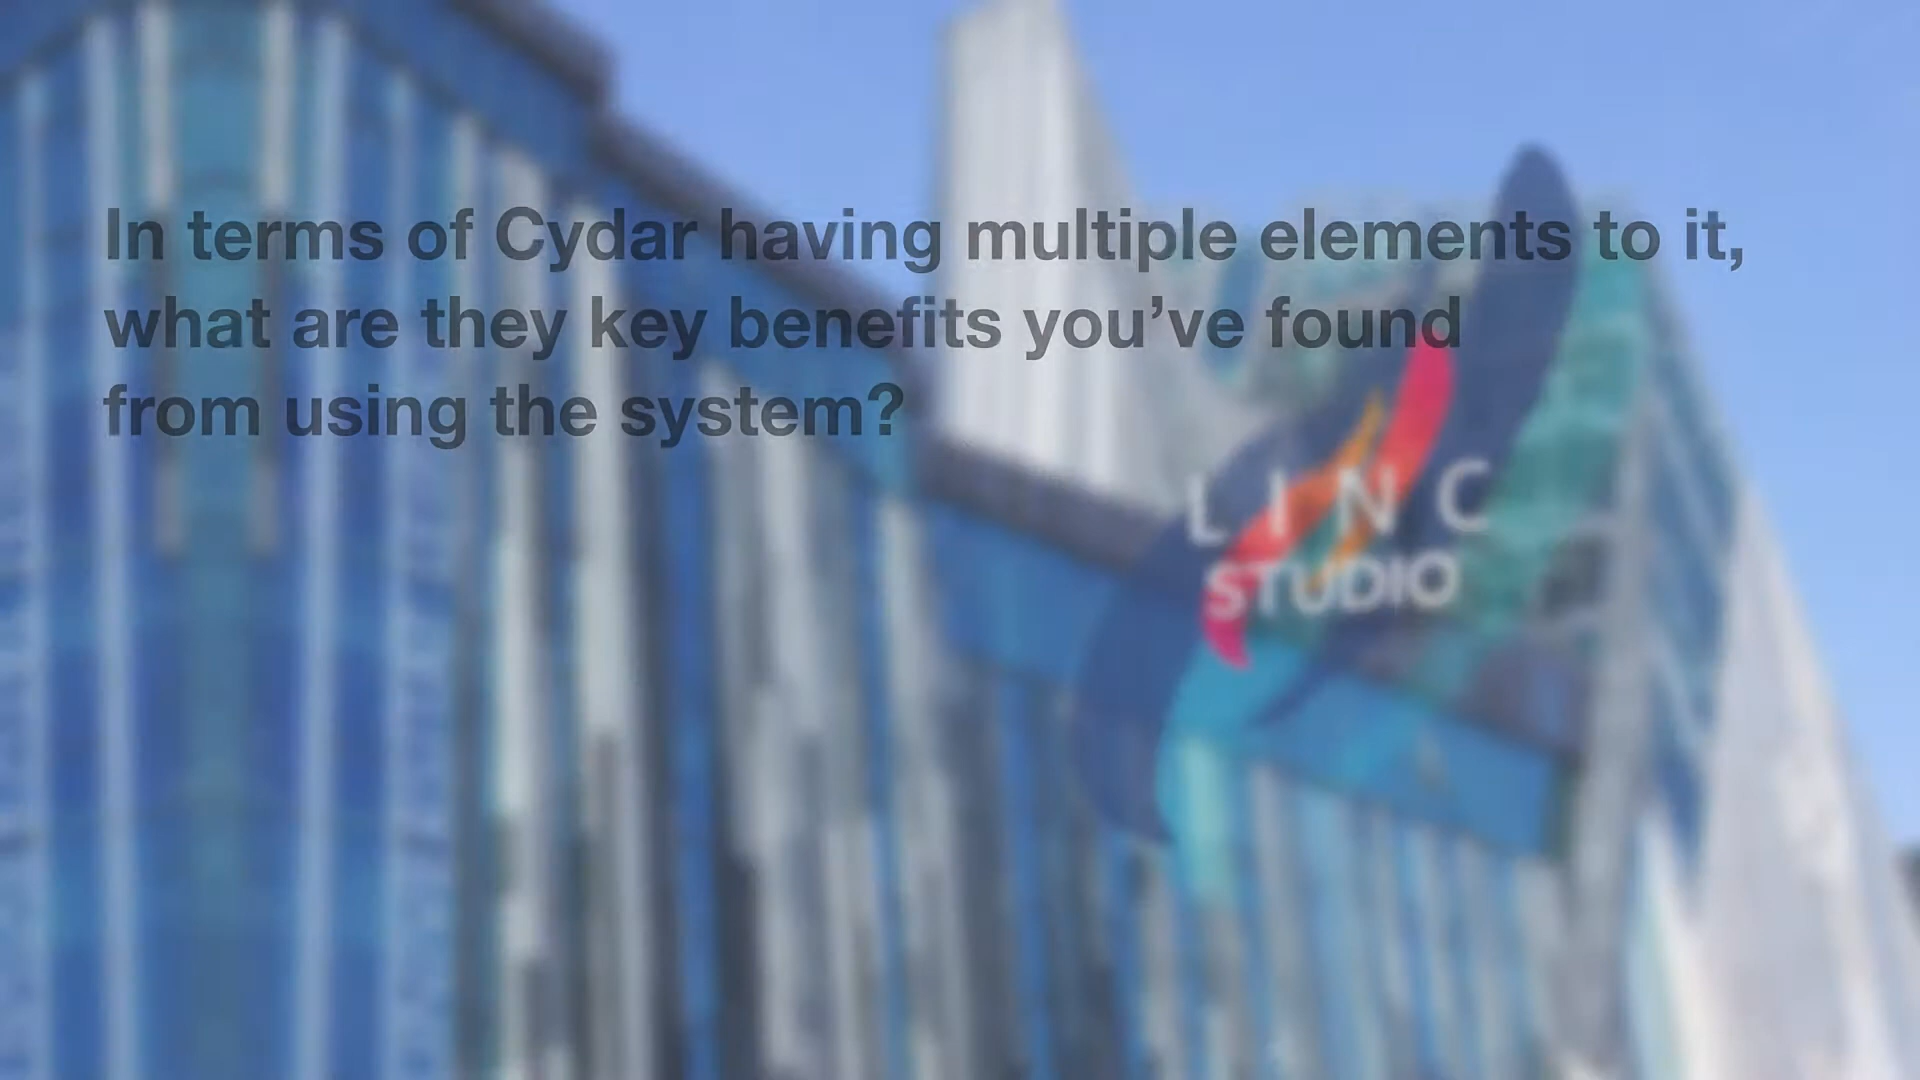 In terms of Cydar having multiple elements to it,
what are they key benefits you’ve found
from using the system?
LINC
STUDIO